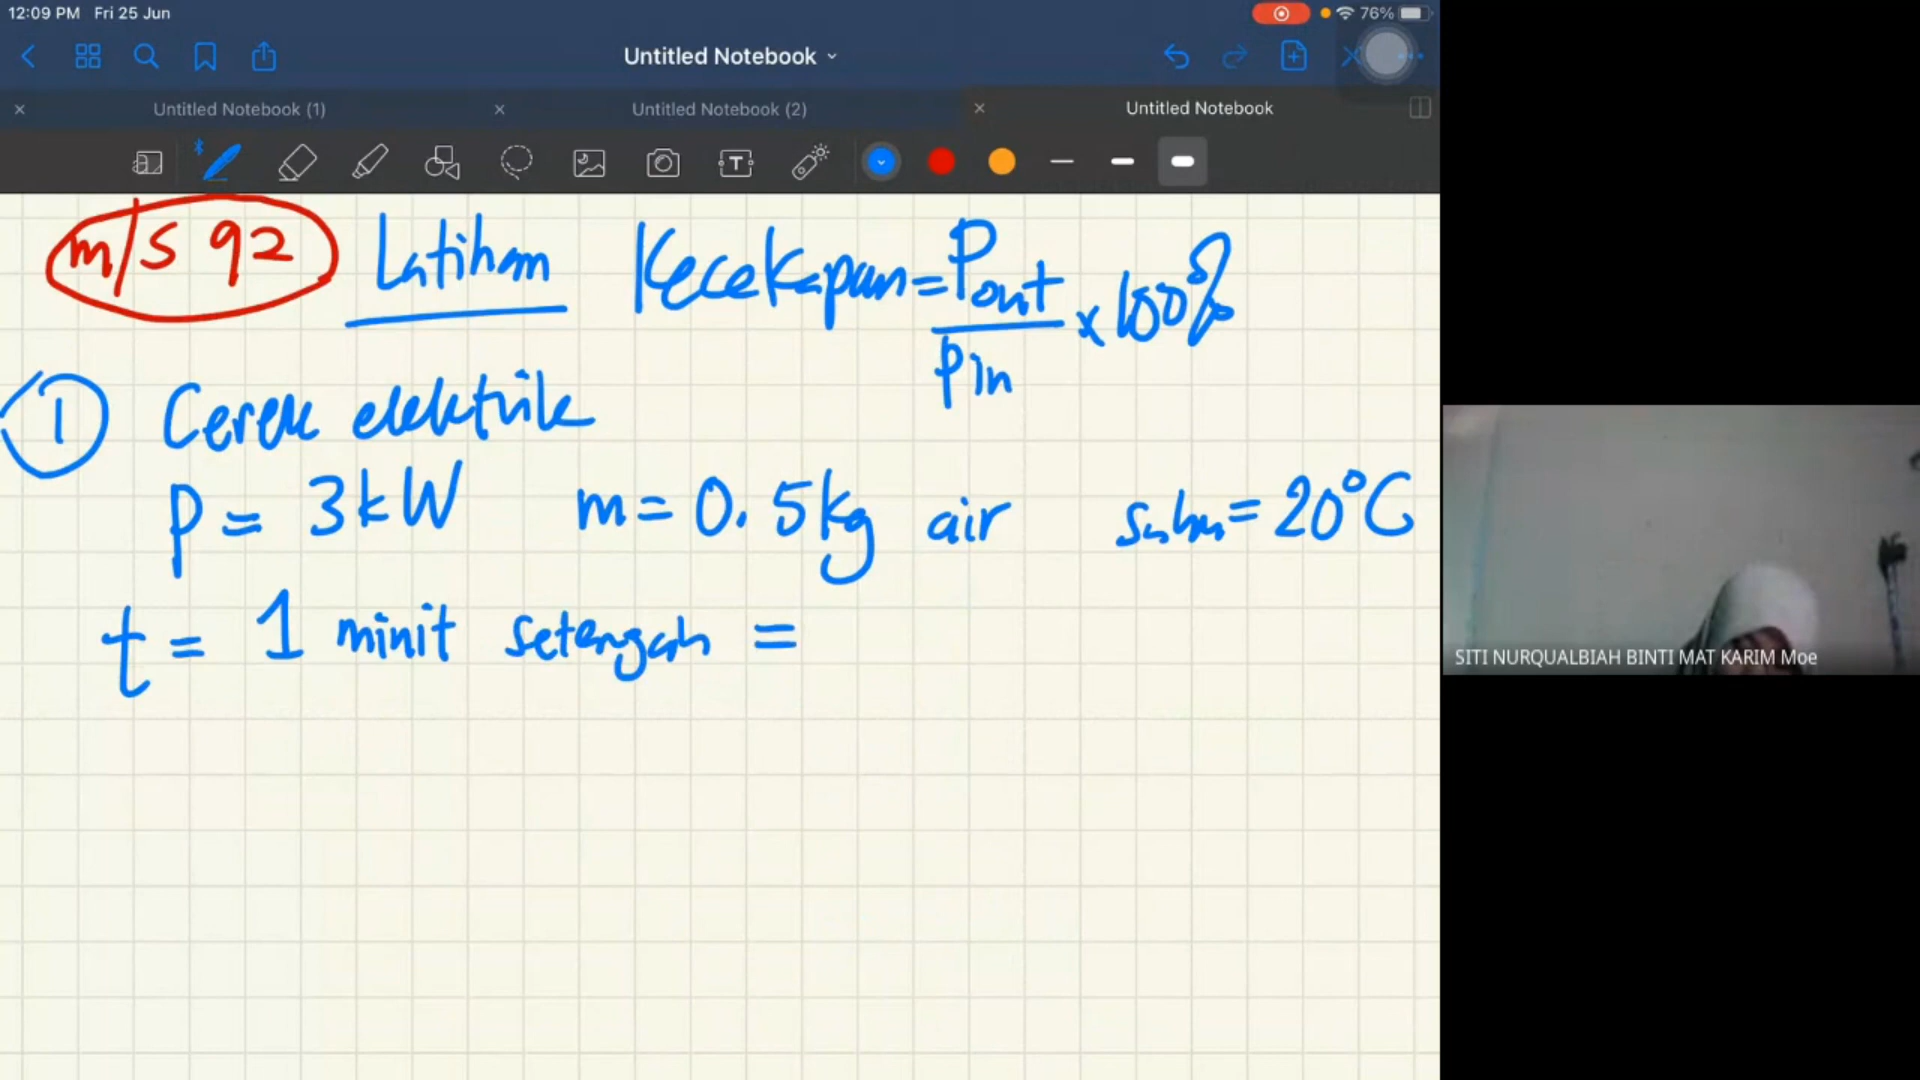 12:09 PM Fri 25 Jun
76%
Untitled Notebook
Untitled Notebook (1)
Untitled Notebook (2)
Untitled Notebook
m/s 92 Latihan Kecekapan = Pout/Pin × 100%
1 Cerek elektrik
P = 3kW m = 0.5kg air suhu = 20°C
t = 1 minit setengah =
SITI NURQUALBIAH BINTI MAT KARIM Moe